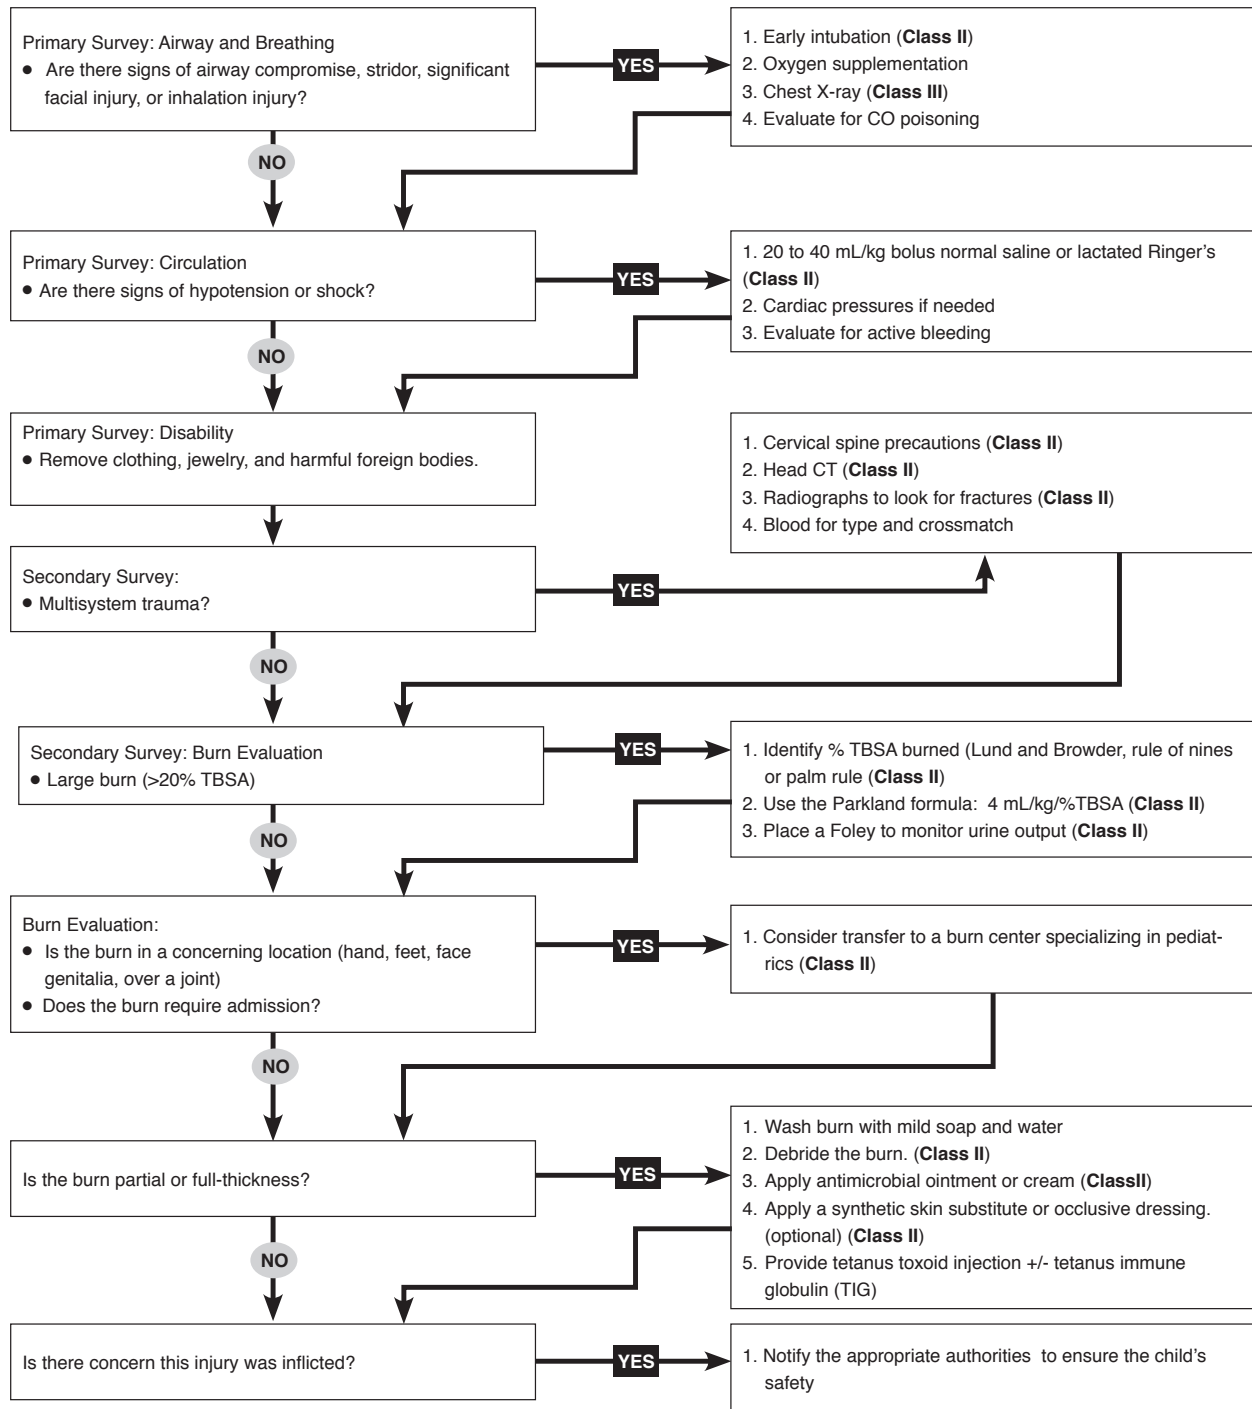 Primary Survey: Airway and Breathing
● Are there signs of airway compromise, stridor, significant
facial injury, or inhalation injury?
YES
1. Early intubation (Class II)
2. Oxygen supplementation
3. Chest X-ray (Class III)
4. Evaluate for CO poisoning
NO
Primary Survey: Circulation
● Are there signs of hypotension or shock?
YES
1. 20 to 40 mL/kg bolus normal saline or lactated Ringer's
(Class II)
2. Cardiac pressures if needed
3. Evaluate for active bleeding
NO
Primary Survey: Disability
● Remove clothing, jewelry, and harmful foreign bodies.
1. Cervical spine precautions (Class II)
2. Head CT (Class II)
3. Radiographs to look for fractures (Class II)
4. Blood for type and crossmatch
Secondary Survey:
● Multisystem trauma?
YES
NO
Secondary Survey: Burn Evaluation
● Large burn (>20% TBSA)
YES
1. Identify % TBSA burned (Lund and Browder, rule of nines
or palm rule (Class II)
2. Use the Parkland formula: 4 mL/kg/%TBSA (Class II)
3. Place a Foley to monitor urine output (Class II)
NO
Burn Evaluation:
● Is the burn in a concerning location (hand, feet, face
genitalia, over a joint)
● Does the burn require admission?
YES
1. Consider transfer to a burn center specializing in pediat-
rics (Class II)
NO
Is the burn partial or full-thickness?
YES
1. Wash burn with mild soap and water
2. Debride the burn. (Class II)
3. Apply antimicrobial ointment or cream (ClassII)
4. Apply a synthetic skin substitute or occlusive dressing.
(optional) (Class II)
5. Provide tetanus toxoid injection +/- tetanus immune
globulin (TIG)
NO
Is there concern this injury was inflicted?
YES
1. Notify the appropriate authorities to ensure the child's
safety